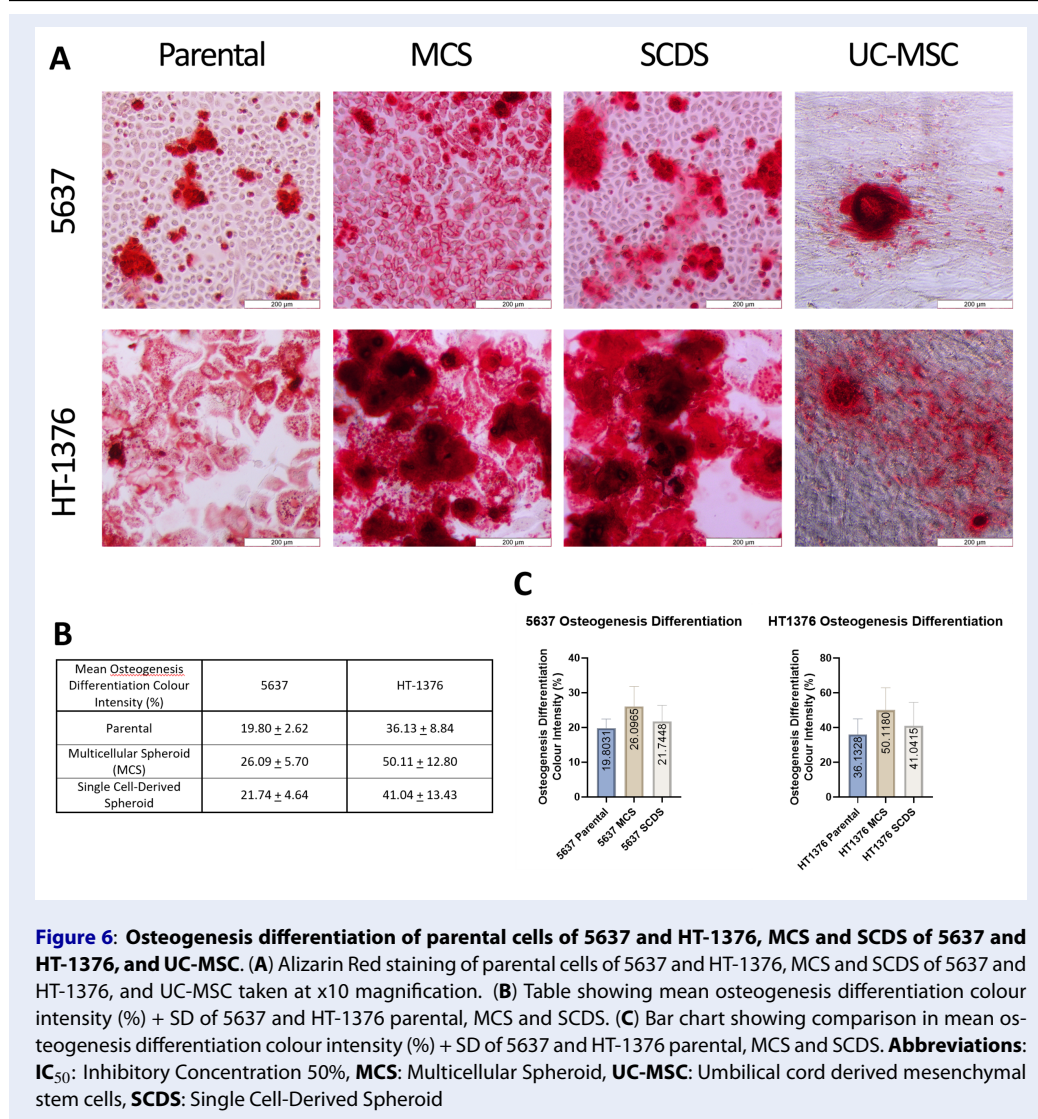 A
Parental
MCS
SCDS
UC-MSC
5637
200 µm
200 µm
200 µm
200 µm
HT-1376
200 µm
200 µm
200 µm
200 µm
B
Mean Osteogenesis Differentiation Colour Intensity (%)
5637
HT-1376
Parental
19.80 ± 2.62
36.13 ± 8.84
Multicellular Spheroid (MCS)
26.09 ± 5.70
50.11 ± 12.80
Single Cell-Derived Spheroid
21.74 ± 4.64
41.04 ± 13.43
C
5637 Osteogenesis Differentiation
Osteogenesis Differentiation
Colour Intensity (%)
40
30
20
10
0
19.8031
26.0965
21.7448
5637 Parental
5637 MCS
5637 SCDS
HT1376 Osteogenesis Differentiation
Osteogenesis Differentiation
Colour Intensity (%)
80
60
40
20
0
36.1328
50.1180
41.0415
HT1376 Parental
HT1376 MCS
HT1376 SCDS
Figure 6: Osteogenesis differentiation of parental cells of 5637 and HT-1376, MCS and SCDS of 5637 and
HT-1376, and UC-MSC. (A) Alizarin Red staining of parental cells of 5637 and HT-1376, MCS and SCDS of 5637 and
HT-1376, and UC-MSC taken at x10 magnification. (B) Table showing mean osteogenesis differentiation colour
intensity (%) + SD of 5637 and HT-1376 parental, MCS and SCDS. (C) Bar chart showing comparison in mean os-
teogenesis differentiation colour intensity (%) + SD of 5637 and HT-1376 parental, MCS and SCDS. Abbreviations:
IC50: Inhibitory Concentration 50%, MCS: Multicellular Spheroid, UC-MSC: Umbilical cord derived mesenchymal
stem cells, SCDS: Single Cell-Derived Spheroid